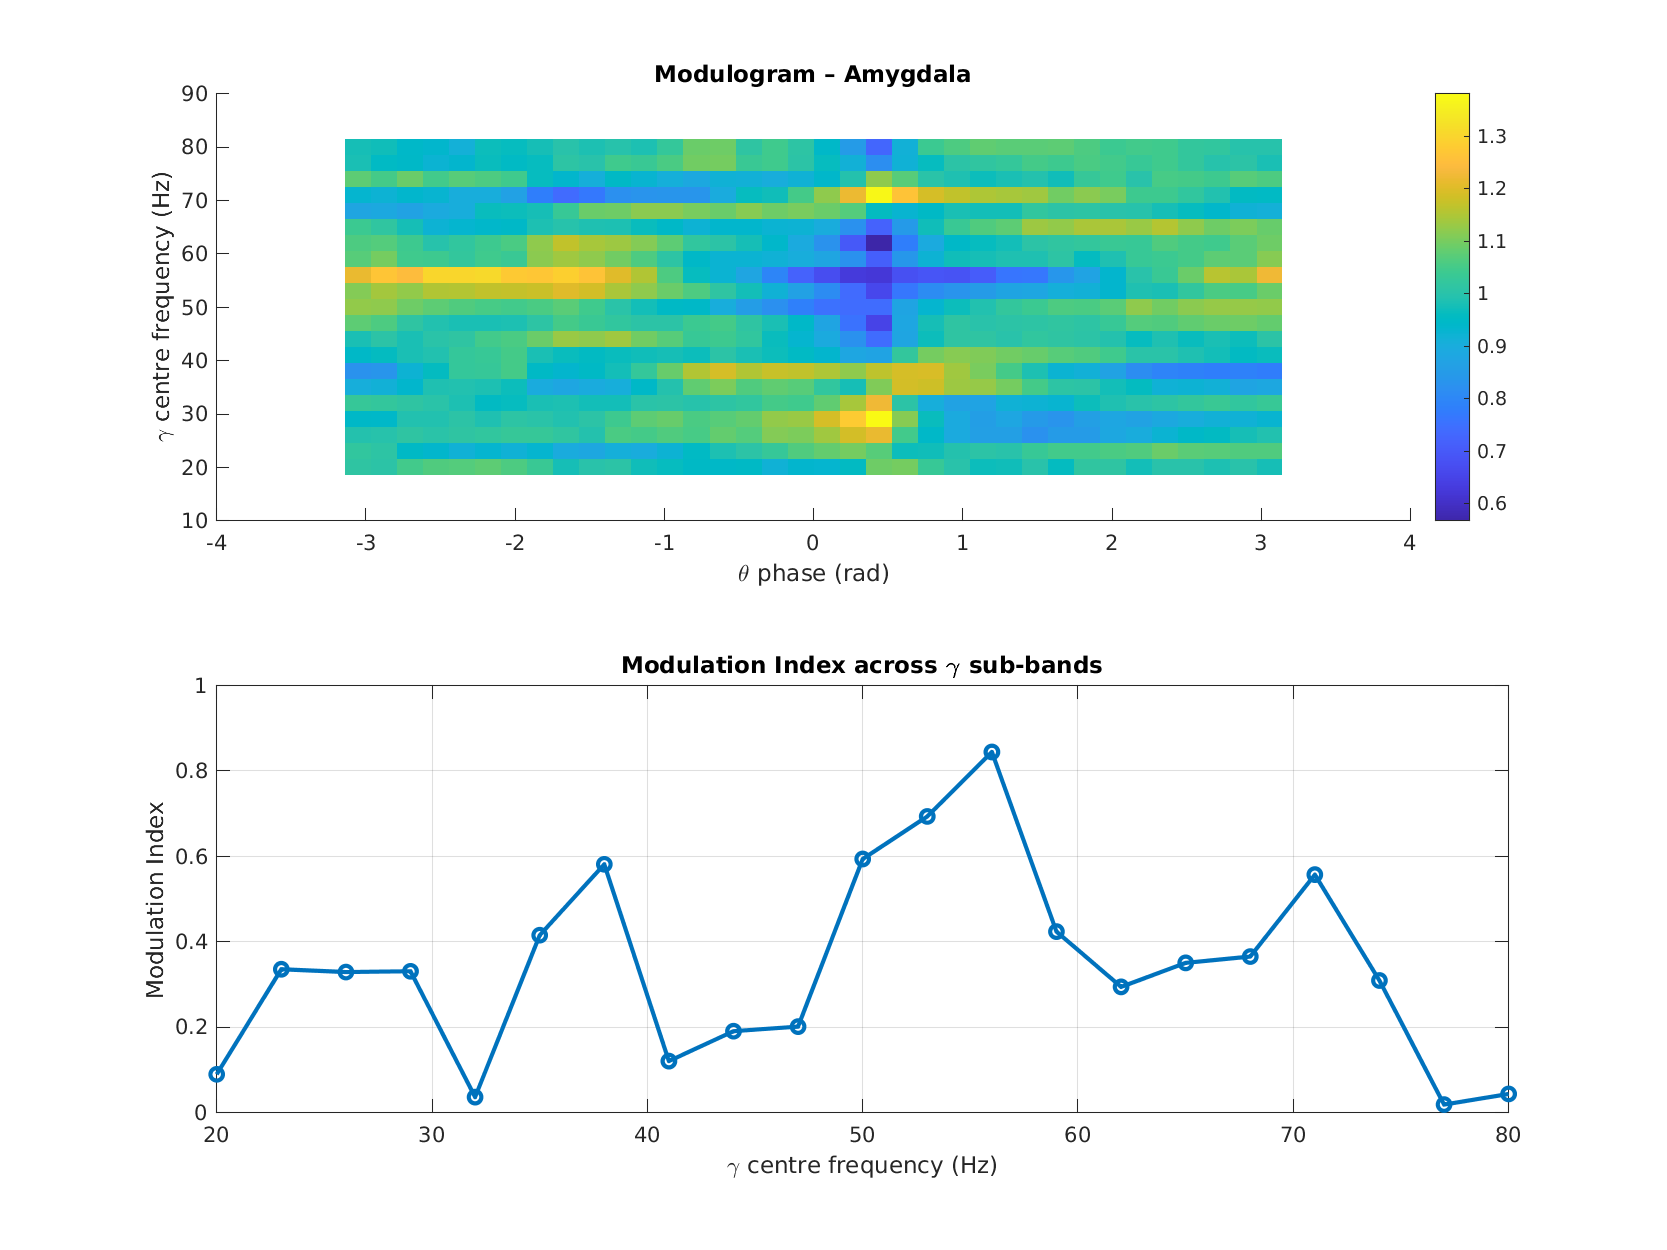 Modulogram – Amygdala
90
80
70
60
50
40
30
20
10
γ centre frequency (Hz)
-4 -3 -2 -1 0 1 2 3 4
θ phase (rad)
1.3
1.2
1.1
1
0.9
0.8
0.7
0.6
Modulation Index across γ sub-bands
1
0.8
0.6
0.4
0.2
0
Modulation Index
20 30 40 50 60 70 80
γ centre frequency (Hz)